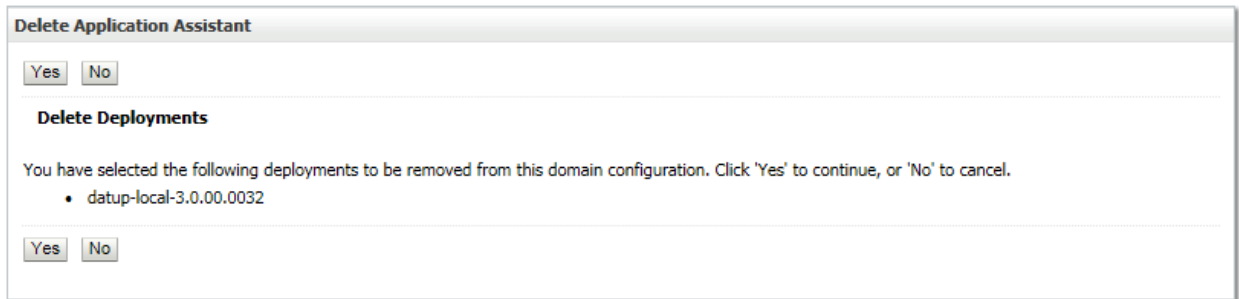 Delete Application Assistant
Yes No
Delete Deployments
You have selected the following deployments to be removed from this domain configuration. Click 'Yes' to continue, or 'No' to cancel.
• datup-local-3.0.00.0032
Yes No